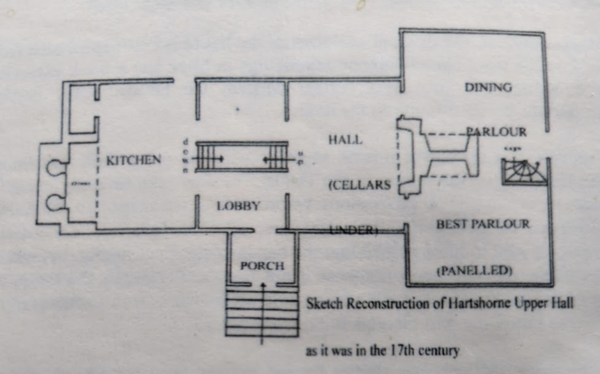 DINING
PARLOUR
HALL
(CELLARS
UNDER)
KITCHEN
down
up
LOBBY
PORCH
BEST PARLOUR
(PANELLED)
Sketch Reconstruction of Hartshorne Upper Hall
as it was in the 17th century